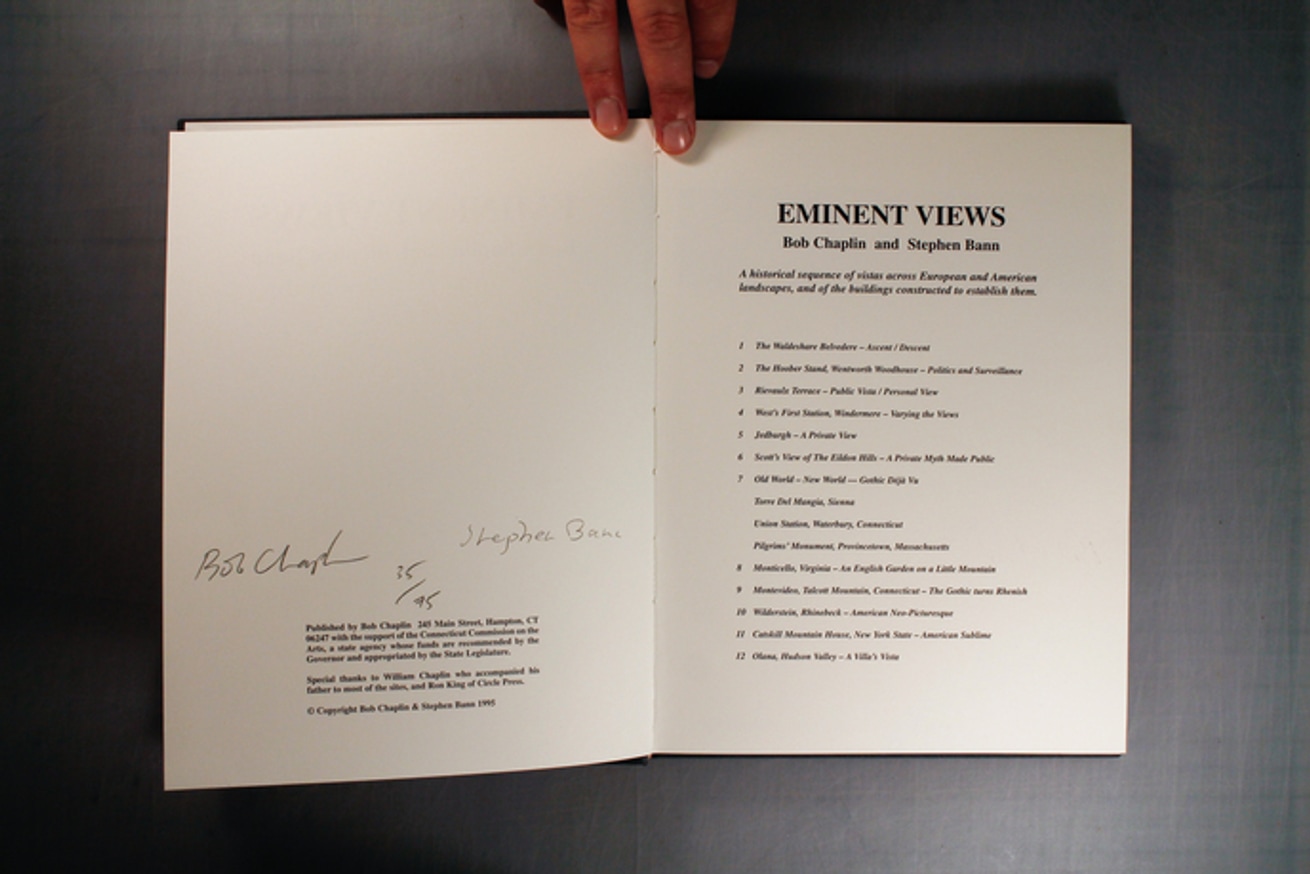 Bob Chaplin
Stephen Bann
35
/95
Published by Bob Chaplin 245 Main Street, Hampton, CT
06247 with the support of the Connecticut Commission on the
Arts, a state agency whose funds are recommended by the
Governor and appropriated by the State Legislature.
Special thanks to William Chaplin who accompanied his
father to most of the sites, and Ron King of Circle Press.
© Copyright Bob Chaplin & Stephen Bann 1995
EMINENT VIEWS
Bob Chaplin and Stephen Bann
A historical sequence of vistas across European and American
landscapes, and of the buildings constructed to establish them.
1 The Waldeshare Belvedere – Ascent / Descent
2 The Hoober Stand, Wentworth Woodhouse – Politics and Surveillance
3 Rievaulx Terrace – Public Vista / Personal View
4 West's First Station, Windermere – Varying the Views
5 Jedburgh – A Private View
6 Scott's View of The Eildon Hills – A Private Myth Made Public
7 Old World – New World — Gothic Déjà Vu
Torre Del Mangia, Sienna
Union Station, Waterbury, Connecticut
Pilgrims' Monument, Provincetown, Massachusetts
8 Monticello, Virginia – An English Garden on a Little Mountain
9 Montevideo, Talcott Mountain, Connecticut – The Gothic turns Rhenish
10 Wilderstein, Rhinebeck – American Neo-Picturesque
11 Catskill Mountain House, New York State – American Sublime
12 Olana, Hudson Valley – A Villa's Vista